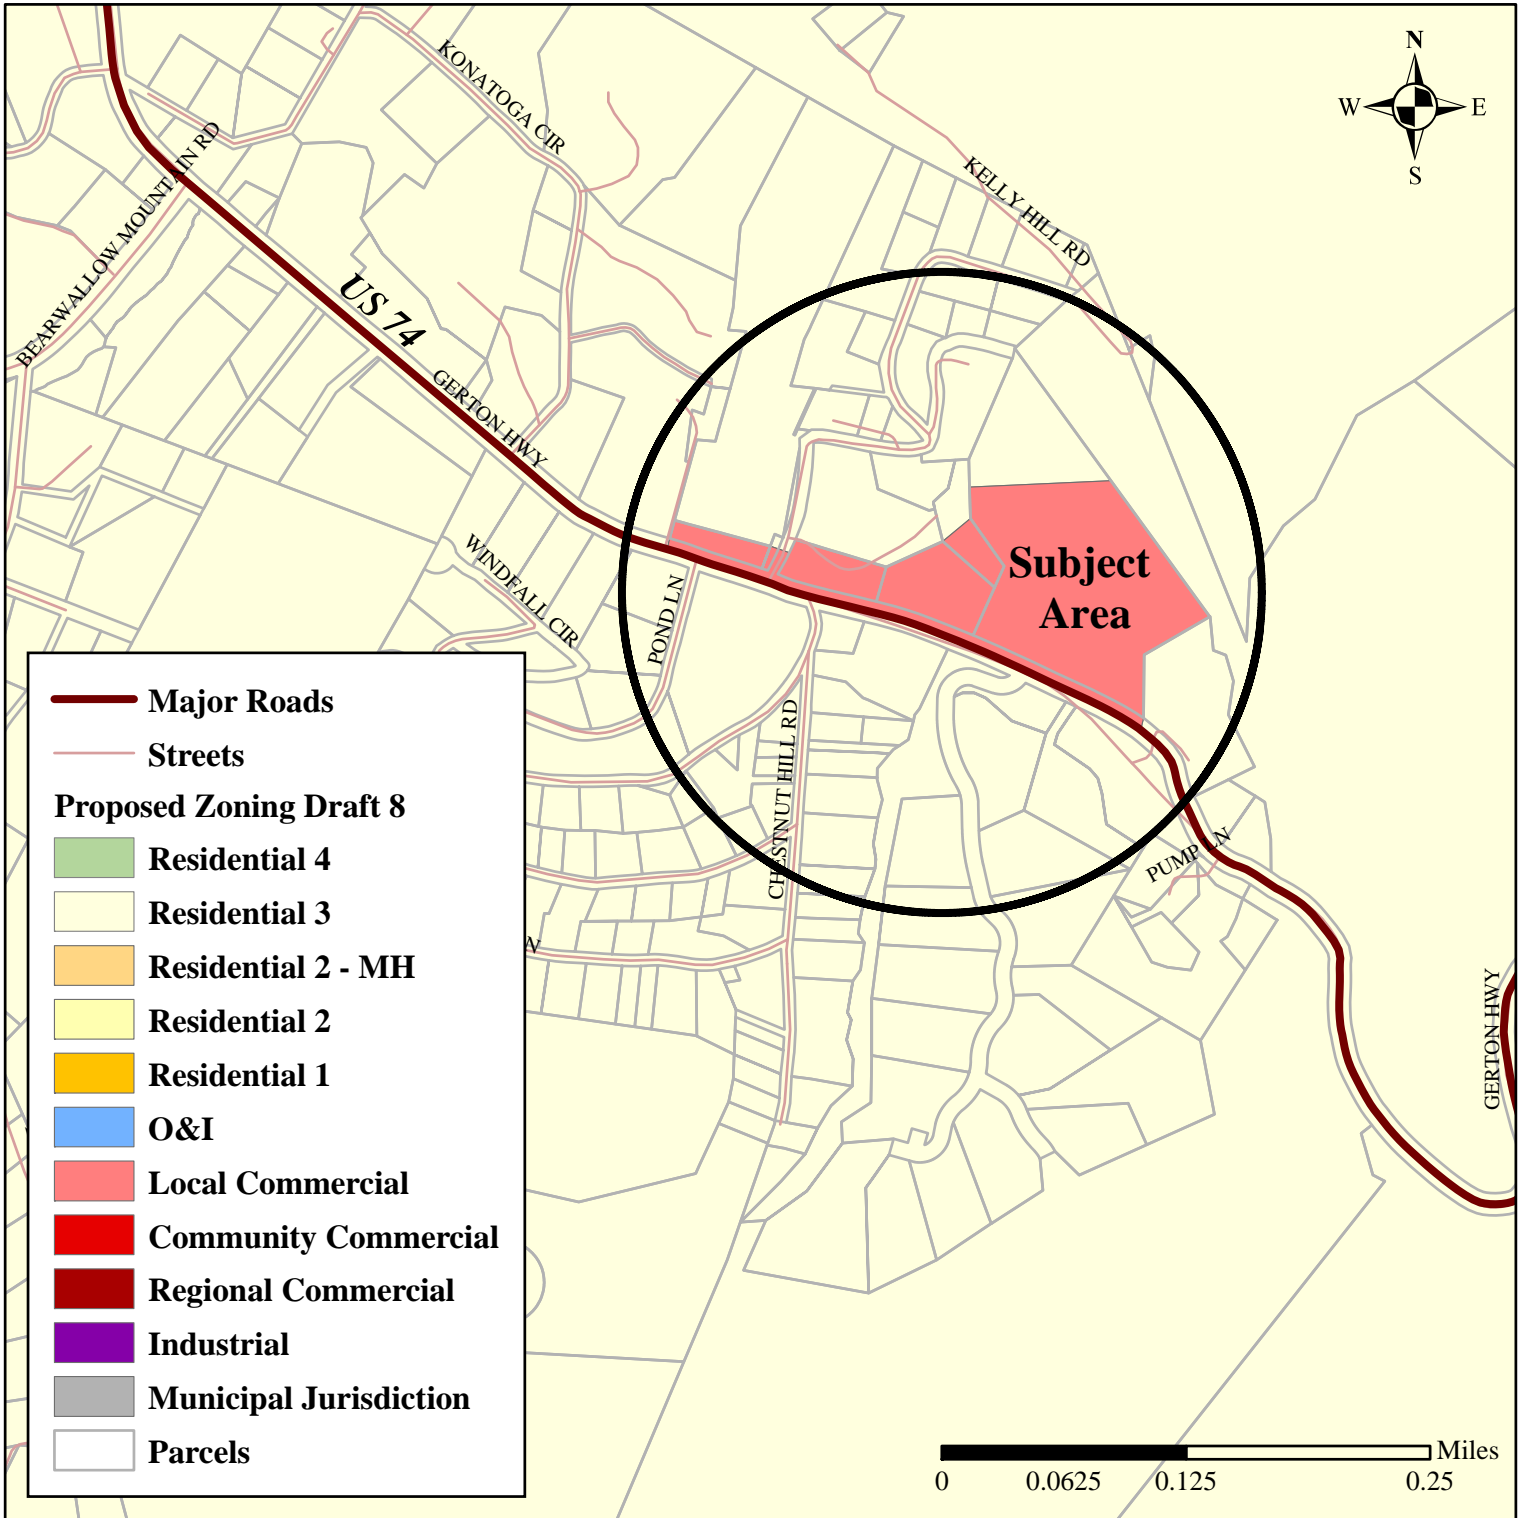 N
W E
S
KONATOGA CIR
KELLY HILL RD
BEARWALLOW MOUNTAIN RD
US 74
GERTON HWY
WINDFALL CIR
POND LN
Subject
Area
CHESTNUT HILL RD
PUMP LN
GERTON HWY
N
Major Roads
Streets
Proposed Zoning Draft 8
Residential 4
Residential 3
Residential 2 - MH
Residential 2
Residential 1
O&I
Local Commercial
Community Commercial
Regional Commercial
Industrial
Municipal Jurisdiction
Parcels
Miles
0 0.0625 0.125 0.25